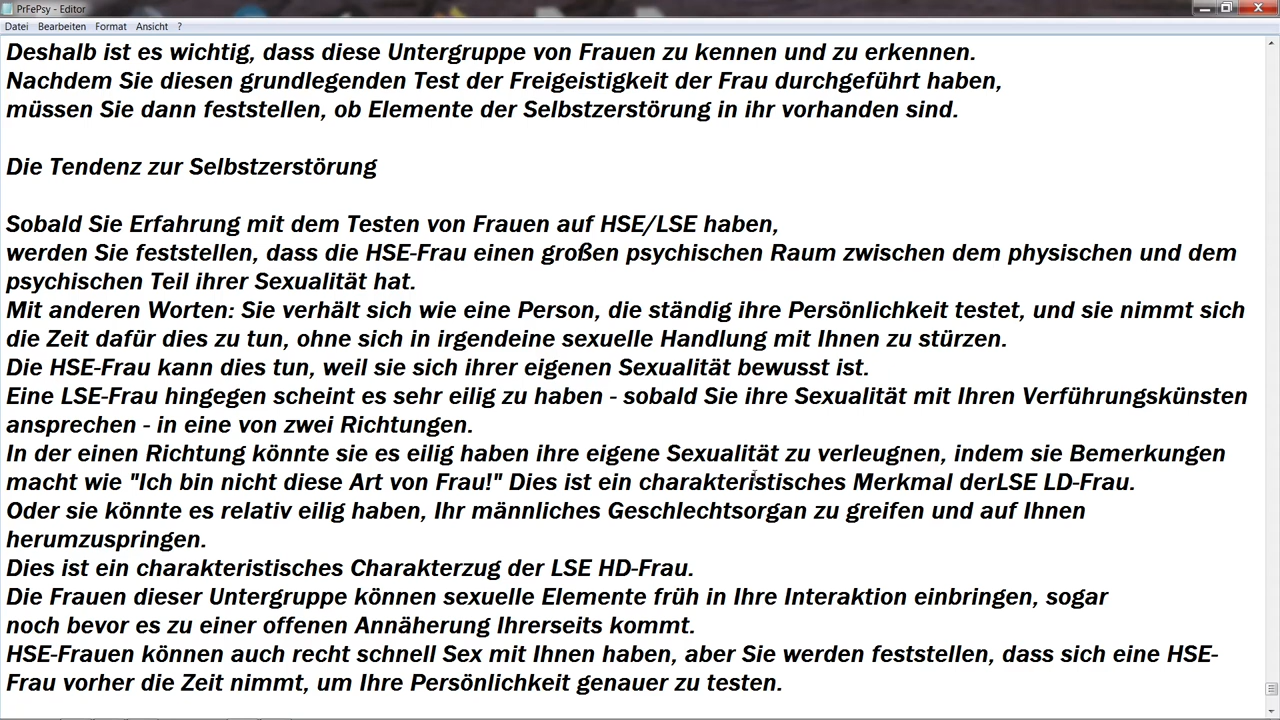 PrFePsy - Editor
Datei Bearbeiten Format Ansicht ?
Deshalb ist es wichtig, dass diese Untergruppe von Frauen zu kennen und zu erkennen.
Nachdem Sie diesen grundlegenden Test der Freigeistigkeit der Frau durchgeführt haben,
müssen Sie dann feststellen, ob Elemente der Selbstzerstörung in ihr vorhanden sind.
Die Tendenz zur Selbstzerstörung
Sobald Sie Erfahrung mit dem Testen von Frauen auf HSE/LSE haben,
werden Sie feststellen, dass die HSE-Frau einen großen psychischen Raum zwischen dem physischen und dem
psychischen Teil ihrer Sexualität hat.
Mit anderen Worten: Sie verhält sich wie eine Person, die ständig ihre Persönlichkeit testet, und sie nimmt sich
die Zeit dafür dies zu tun, ohne sich in irgendeine sexuelle Handlung mit Ihnen zu stürzen.
Die HSE-Frau kann dies tun, weil sie sich ihrer eigenen Sexualität bewusst ist.
Eine LSE-Frau hingegen scheint es sehr eilig zu haben - sobald Sie ihre Sexualität mit Ihren Verführungskünsten
ansprechen - in eine von zwei Richtungen.
In der einen Richtung könnte sie es eilig haben ihre eigene Sexualität zu verleugnen, indem sie Bemerkungen
macht wie "Ich bin nicht diese Art von Frau!" Dies ist ein charakteristisches Merkmal derLSE LD-Frau.
Oder sie könnte es relativ eilig haben, Ihr männliches Geschlechtsorgan zu greifen und auf Ihnen
herumzuspringen.
Dies ist ein charakteristisches Charakterzug der LSE HD-Frau.
Die Frauen dieser Untergruppe können sexuelle Elemente früh in Ihre Interaktion einbringen, sogar
noch bevor es zu einer offenen Annäherung Ihrerseits kommt.
HSE-Frauen können auch recht schnell Sex mit Ihnen haben, aber Sie werden feststellen, dass sich eine HSE-
Frau vorher die Zeit nimmt, um Ihre Persönlichkeit genauer zu testen.